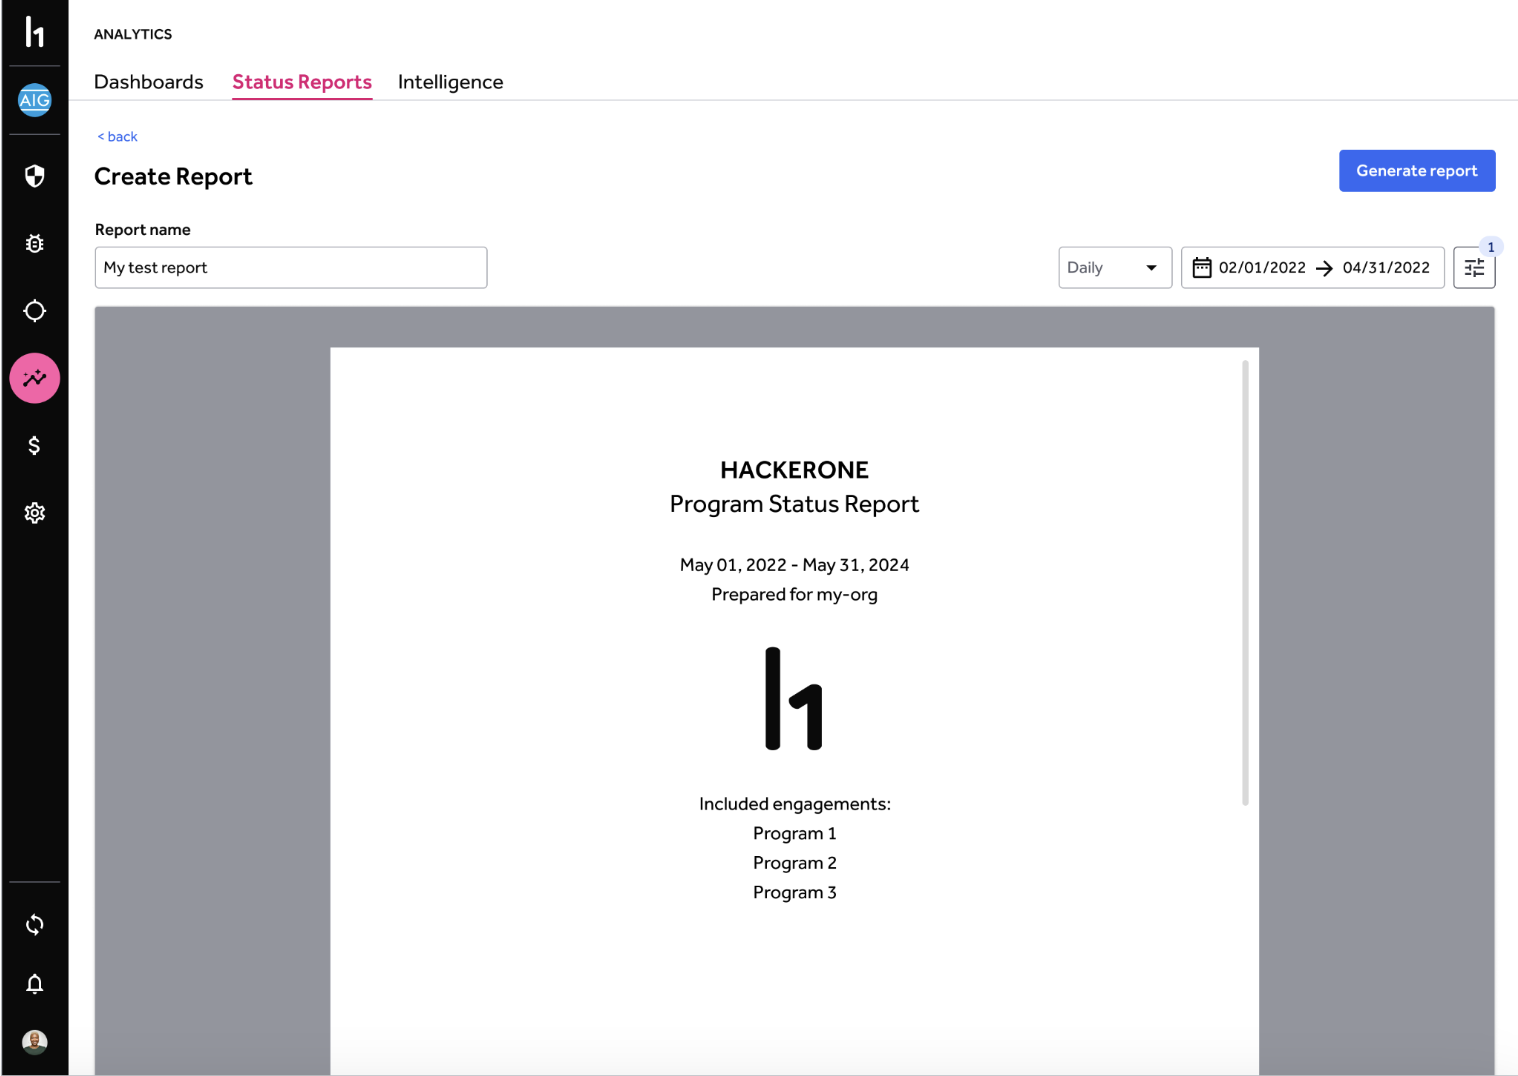 ANALYTICS
AIG
Dashboards Status Reports Intelligence
< back
Create Report
Generate report
Report name
My test report
Daily
02/01/2022 → 04/31/2022
1
HACKERONE
Program Status Report
May 01, 2022 - May 31, 2024
Prepared for my-org
h1
Included engagements:
Program 1
Program 2
Program 3